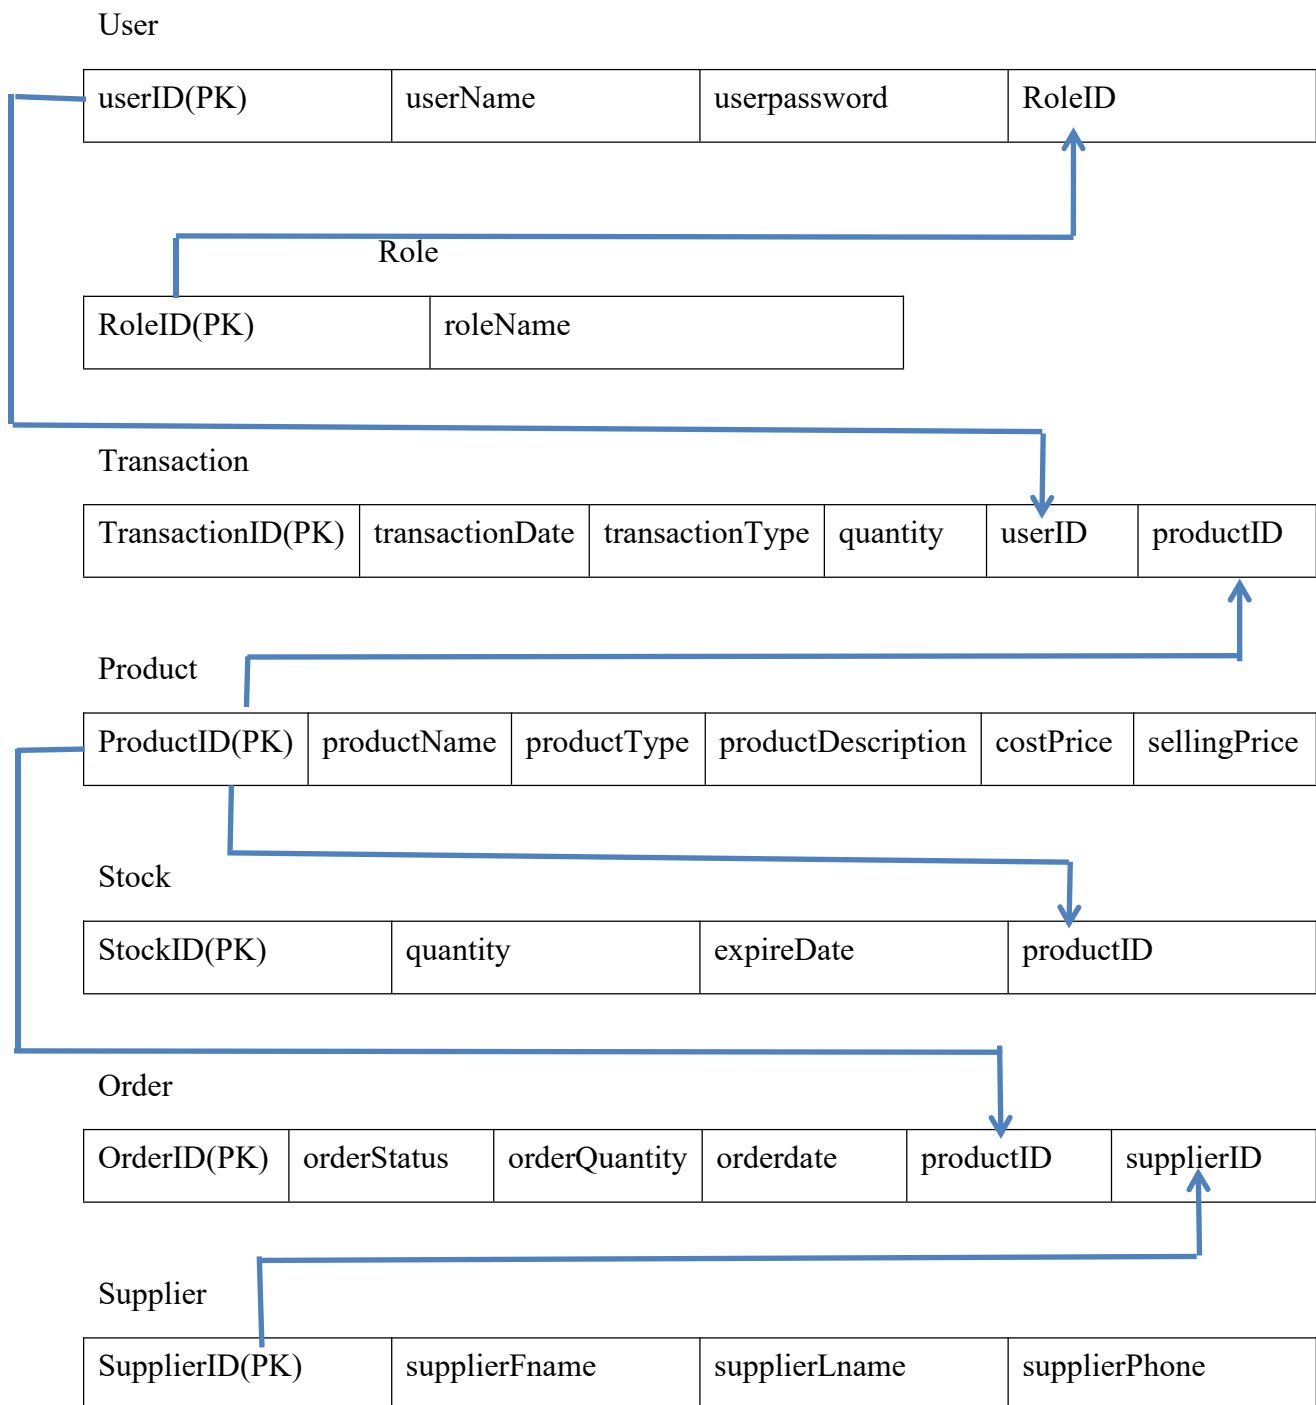 User
userID(PK) userName userpassword RoleID
Role
RoleID(PK) roleName
Transaction
TransactionID(PK) transactionDate transactionType quantity userID productID
Product
ProductID(PK) productName productType productDescription costPrice sellingPrice
Stock
StockID(PK) quantity expireDate productID
Order
OrderID(PK) orderStatus orderQuantity orderdate productID supplierID
Supplier
SupplierID(PK) supplierFname supplierLname supplierPhone